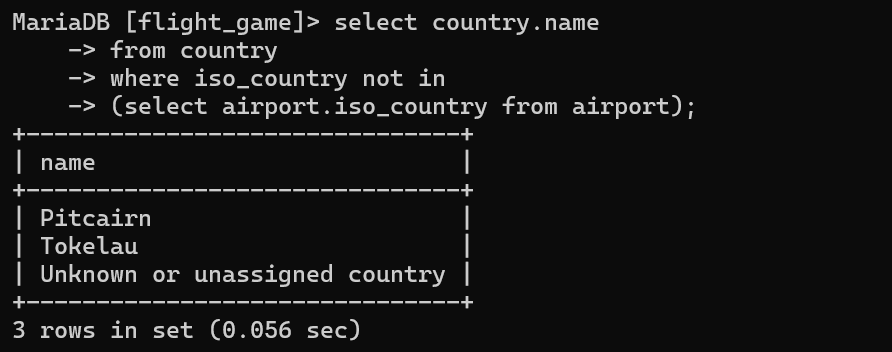 MariaDB [flight_game]> select country.name
    -> from country
    -> where iso_country not in
    -> (select airport.iso_country from airport);
+-------------------------------+
| name                          |
+-------------------------------+
| Pitcairn                      |
| Tokelau                       |
| Unknown or unassigned country |
+-------------------------------+
3 rows in set (0.056 sec)